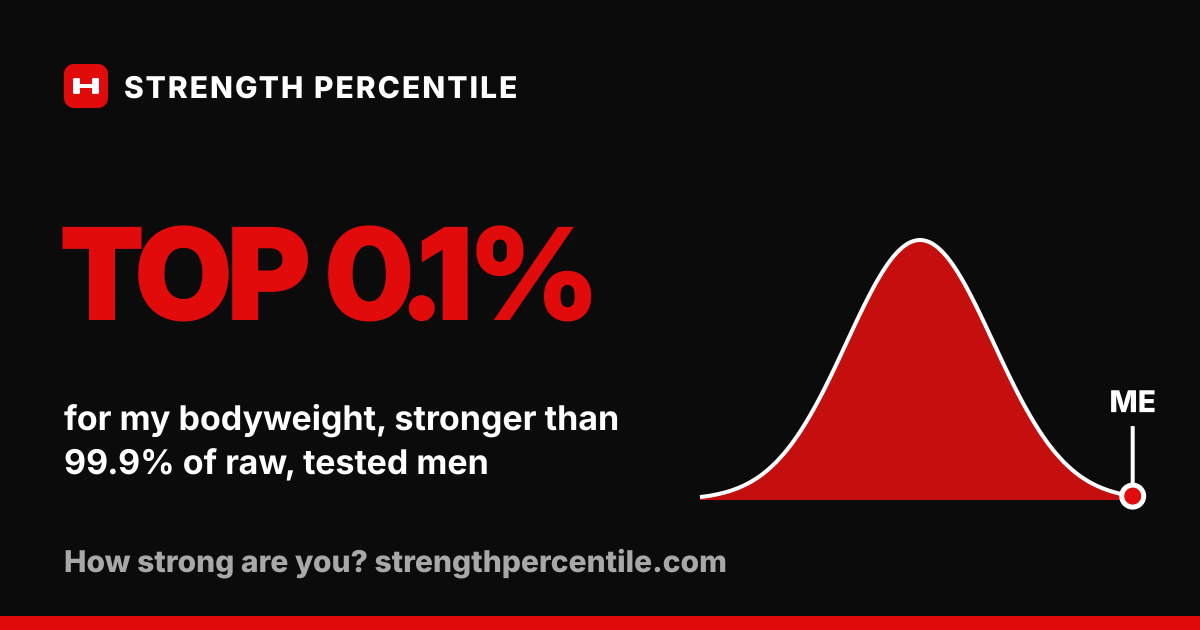 STRENGTH PERCENTILE
TOP 0.1%
for my bodyweight, stronger than
99.9% of raw, tested men
ME
How strong are you? strengthpercentile.com